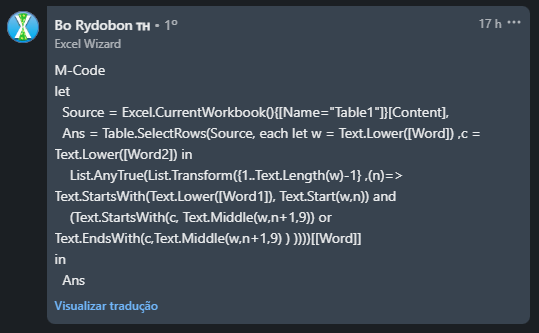 Bo Rydobon ᴛʜ • 1º
17 h •••
Excel Wizard
M-Code
let
Source = Excel.CurrentWorkbook(){[Name="Table1"]}[Content],
Ans = Table.SelectRows(Source, each let w = Text.Lower([Word]) ,c =
Text.Lower([Word2]) in
List.AnyTrue(List.Transform({1..Text.Length(w)-1} ,(n)=>
Text.StartsWith(Text.Lower([Word1]), Text.Start(w,n)) and
(Text.StartsWith(c, Text.Middle(w,n+1,9)) or
Text.EndsWith(c,Text.Middle(w,n+1,9) ) ))))[[Word]]
in
Ans
Visualizar tradução